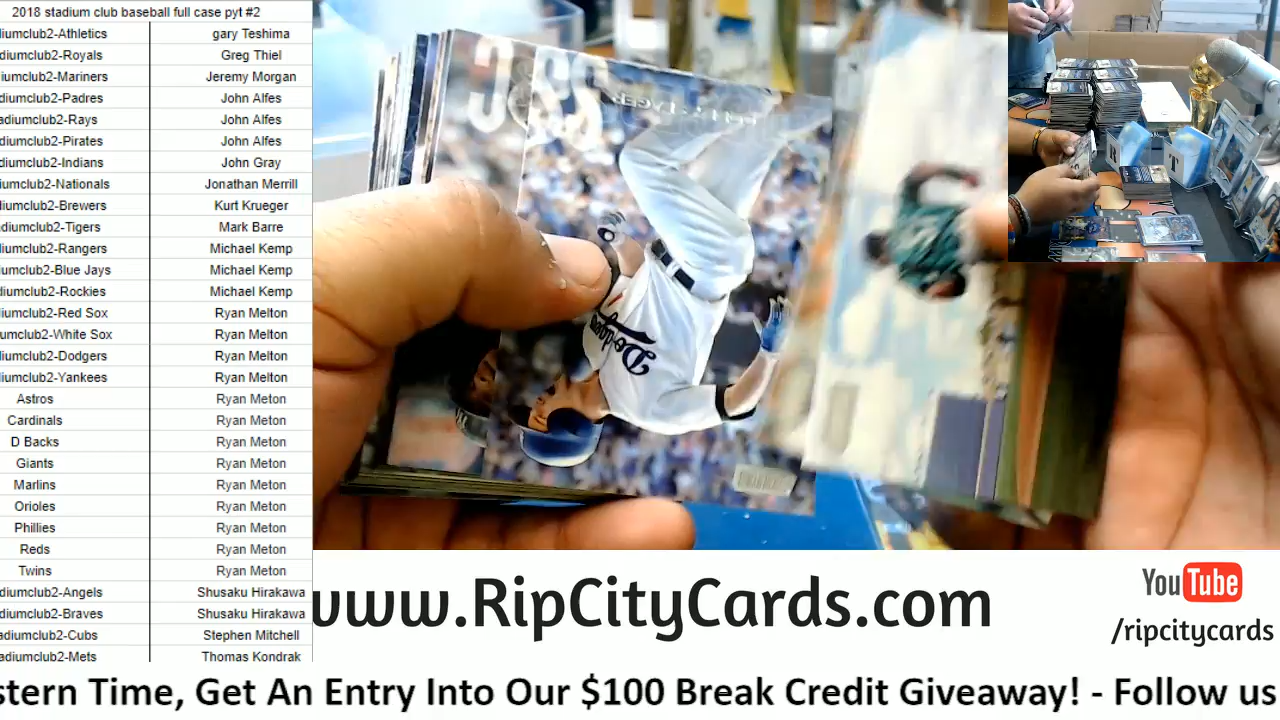 2018 stadium club baseball full case pyt #2
diumclub2-Athletics gary Teshima
diumclub2-Royals Greg Thiel
diumclub2-Mariners Jeremy Morgan
diumclub2-Padres John Alfes
adiumclub2-Rays John Alfes
adiumclub2-Pirates John Alfes
adiumclub2-Indians John Gray
iumclub2-Nationals Jonathan Merrill
iumclub2-Brewers Kurt Krueger
adiumclub2-Tigers Mark Barre
diumclub2-Rangers Michael Kemp
iumclub2-Blue Jays Michael Kemp
diumclub2-Rockies Michael Kemp
diumclub2-Red Sox Ryan Melton
umclub2-White Sox Ryan Melton
diumclub2-Dodgers Ryan Melton
iumclub2-Yankees Ryan Melton
Astros Ryan Meton
Cardinals Ryan Meton
D Backs Ryan Meton
Giants Ryan Meton
Marlins Ryan Meton
Orioles Ryan Meton
Phillies Ryan Meton
Reds Ryan Meton
Twins Ryan Meton
diumclub2-Angels Shusaku Hirakawa
diumclub2-Braves Shusaku Hirakawa
adiumclub2-Cubs Stephen Mitchell
adiumclub2-Mets Thomas Kondrak
Dodgers
R
T
www.RipCityCards.com
YouTube
/ripcitycards
stern Time, Get An Entry Into Our $100 Break Credit Giveaway! - Follow us